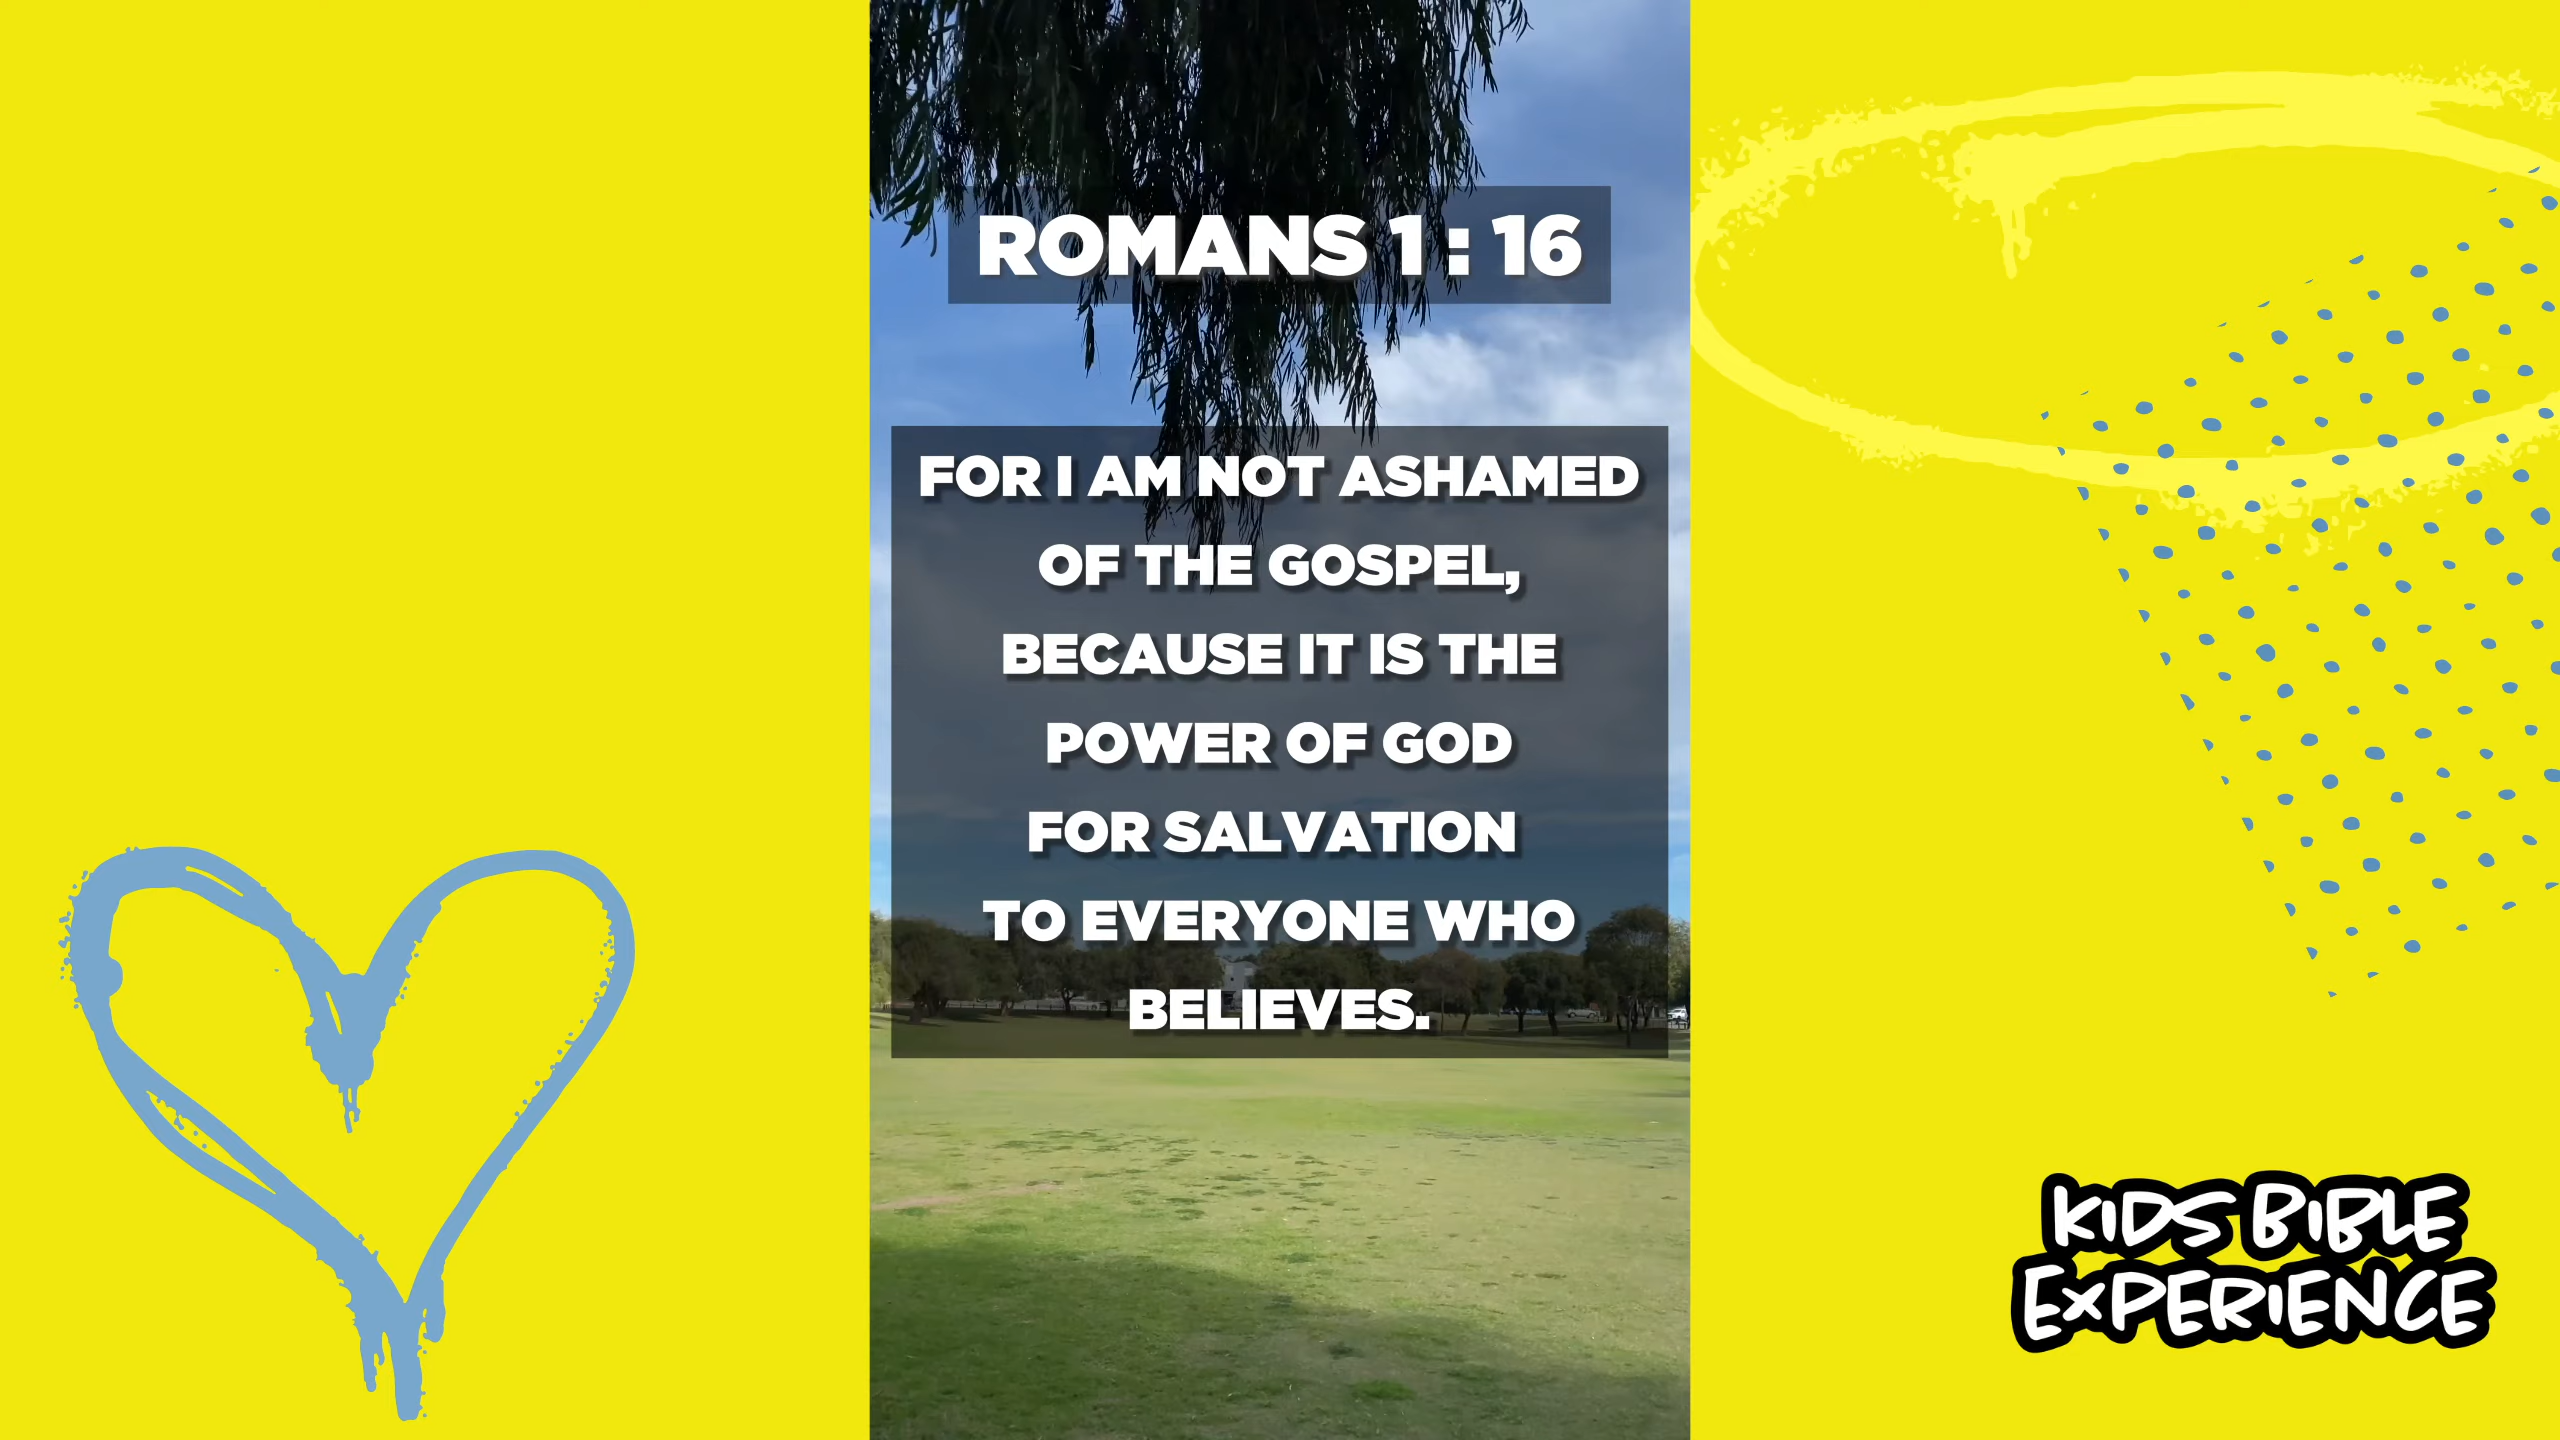 ROMANS 1 : 16
FOR I AM NOT ASHAMED
OF THE GOSPEL,
BECAUSE IT IS THE
POWER OF GOD
FOR SALVATION
TO EVERYONE WHO
BELIEVES.
KIDS BIBLE
EXPERIENCE